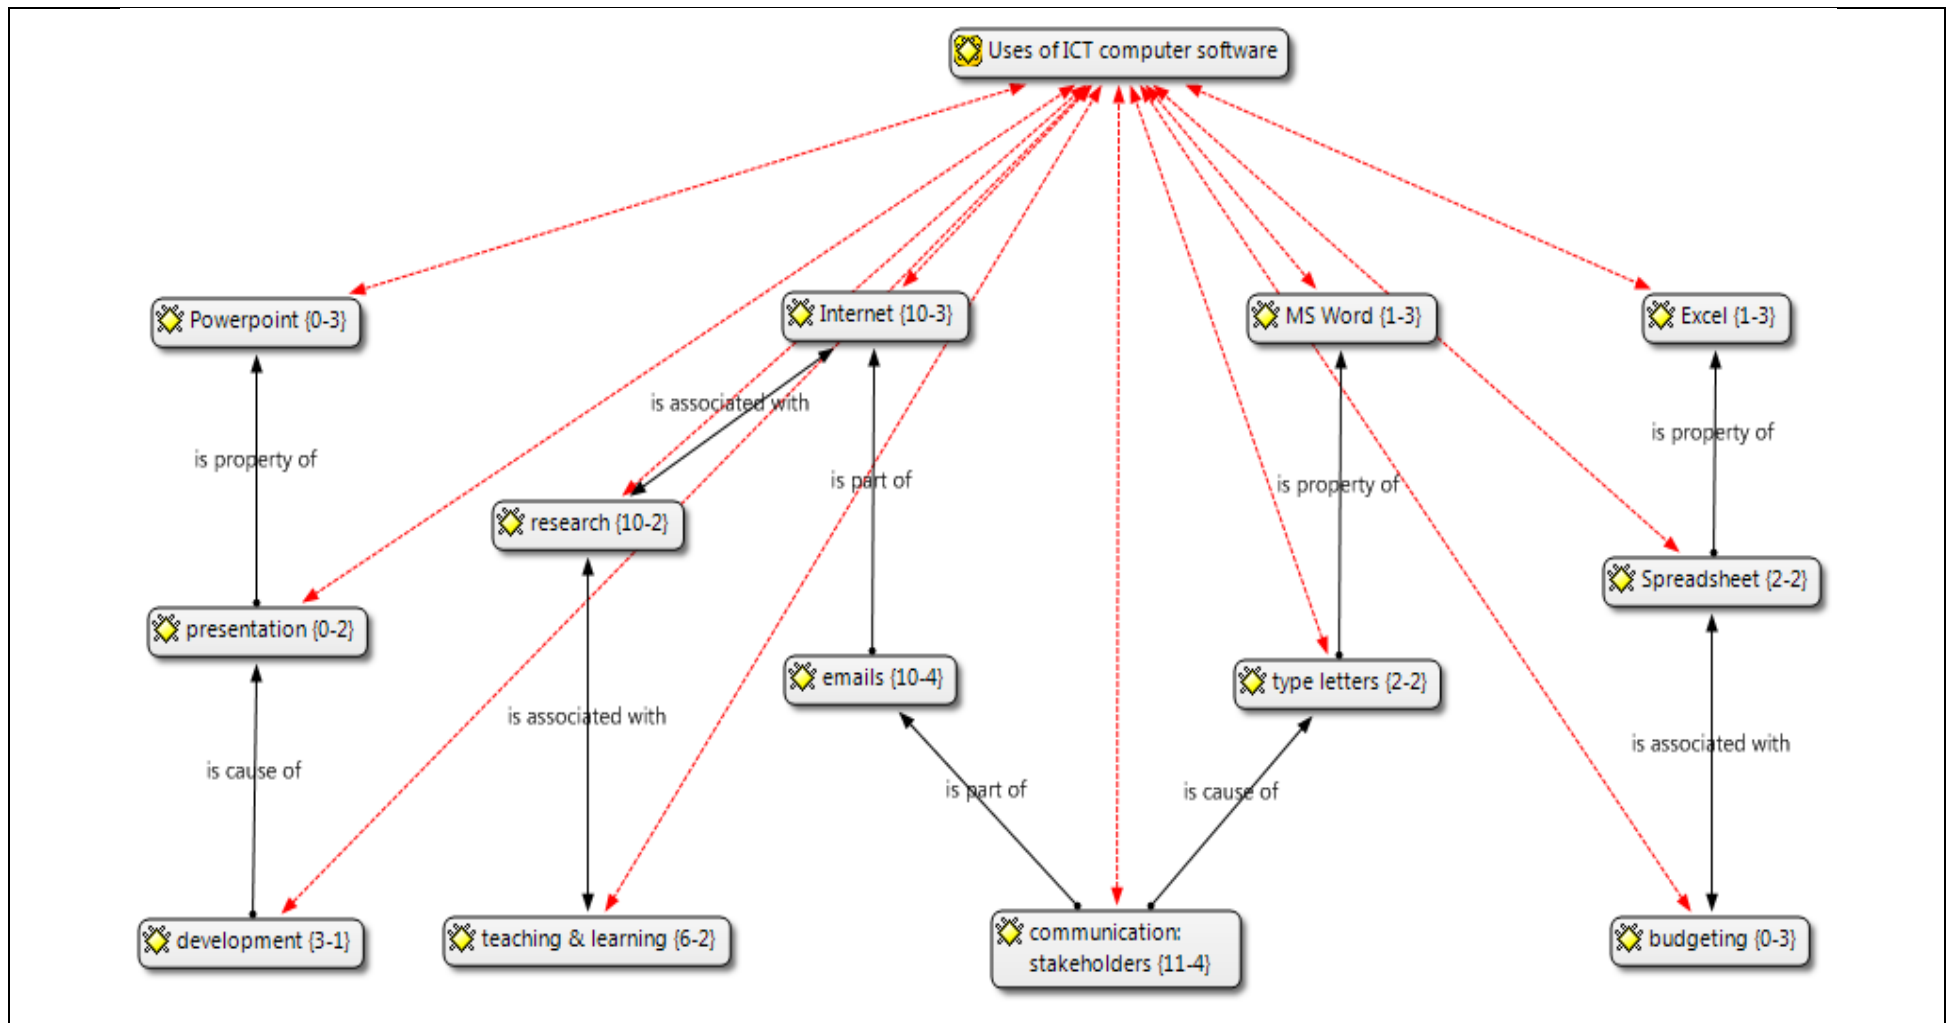 Uses of ICT computer software
Powerpoint {0-3}
Internet {10-3}
MS Word {1-3}
Excel {1-3}
is associated with
is property of
is property of
is part of
is property of
research {10-2}
Spreadsheet {2-2}
presentation {0-2}
emails {10-4}
type letters {2-2}
is associated with
is associated with
is cause of
is part of
is cause of
development {3-1}
teaching & learning {6-2}
communication:
stakeholders {11-4}
budgeting {0-3}